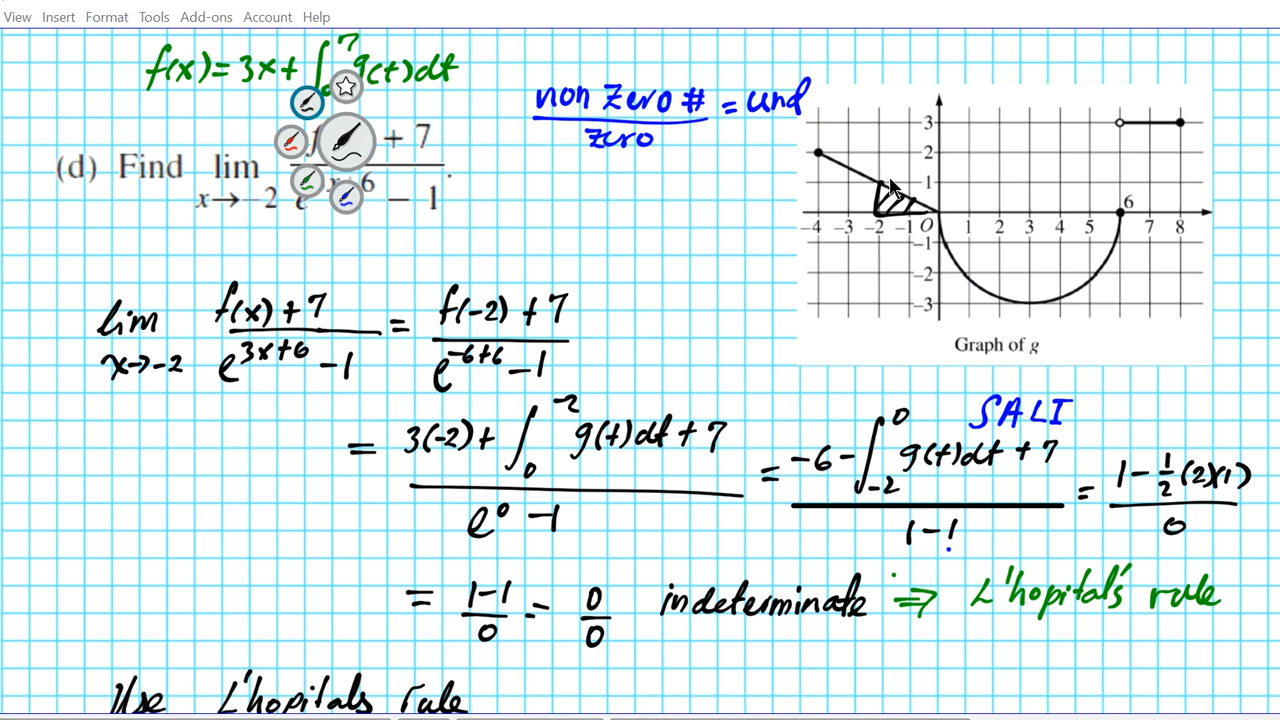 View Insert Format Tools Add-ons Account Help
f(x) = 3x + ∫ g(t)dt
non zero # / zero = und
(d) Find lim x→-2 + 7 / e 6 − 1 .
3
2
1
-4 -3 -2 -1 O 1 2 3 4 5 6 7 8
-1
-2
-3
Graph of g
lim x→-2 f(x) + 7 / e^{3x+6} - 1 = f(-2) + 7 / e^{-6+6} - 1
= 3(-2) + ∫_0^{-2} g(t)dt + 7 / e^0 - 1 = -6 - ∫_{-2}^0 g(t)dt + 7 / 1 - 1 = 1 - 1/2 (2)(1) / 0
SALI
= 1-1 / 0 = 0 / 0 indeterminate ⇒ L'hopital's rule
Use L'hopitals rule